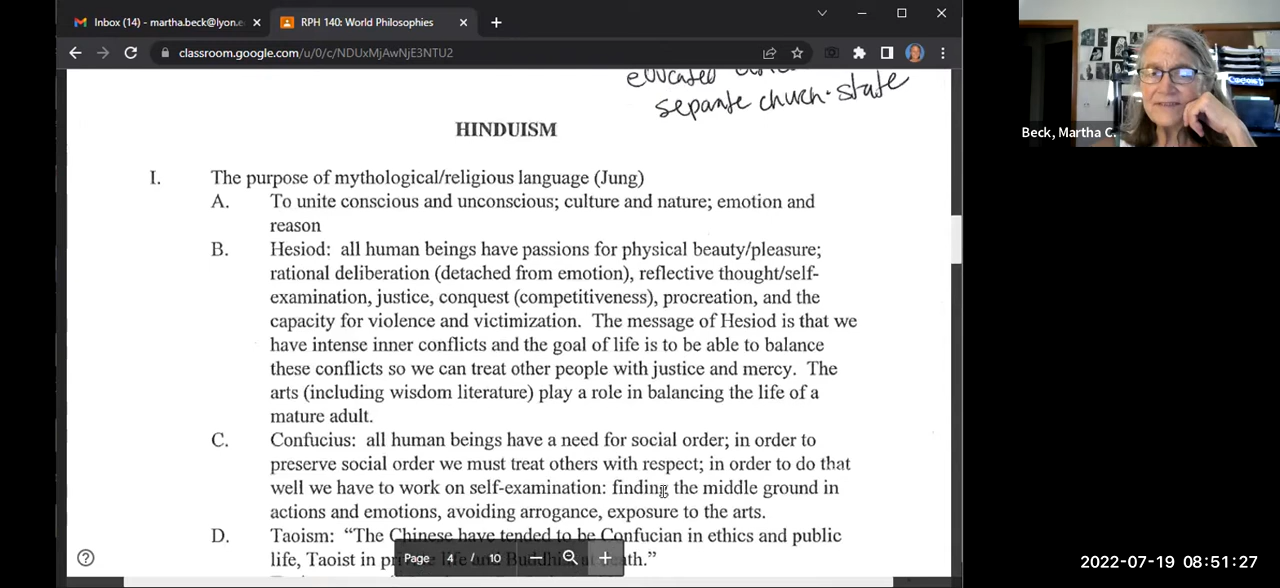 Inbox (14) - martha.beck@lyon.e
RPH 140: World Philosophies
classroom.google.com/u/0/c/NDUxMjAwNjE3NTU2
educated
separate church · state
HINDUISM
I. The purpose of mythological/religious language (Jung)
A. To unite conscious and unconscious; culture and nature; emotion and
reason
B. Hesiod: all human beings have passions for physical beauty/pleasure;
rational deliberation (detached from emotion), reflective thought/self-
examination, justice, conquest (competitiveness), procreation, and the
capacity for violence and victimization. The message of Hesiod is that we
have intense inner conflicts and the goal of life is to be able to balance
these conflicts so we can treat other people with justice and mercy. The
arts (including wisdom literature) play a role in balancing the life of a
mature adult.
C. Confucius: all human beings have a need for social order; in order to
preserve social order we must treat others with respect; in order to do that
well we have to work on self-examination: finding the middle ground in
actions and emotions, avoiding arrogance, exposure to the arts.
D. Taoism: “The Chinese have tended to be Confucian in ethics and public
life, Taoist in private life and Buddhist at death.”
Page 4 / 10
Beck, Martha C.
2022-07-19 08:51:27